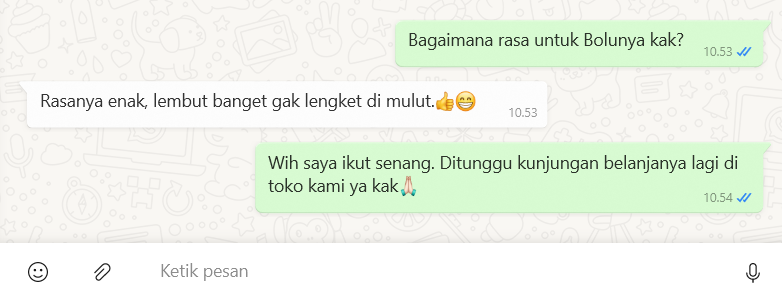 Bagaimana rasa untuk Bolunya kak?
10.53
Rasanya enak, lembut banget gak lengket di mulut.👍😁
10.53
Wih saya ikut senang. Ditunggu kunjungan belanjanya lagi di
toko kami ya kak🙏🏻
10.54
Ketik pesan